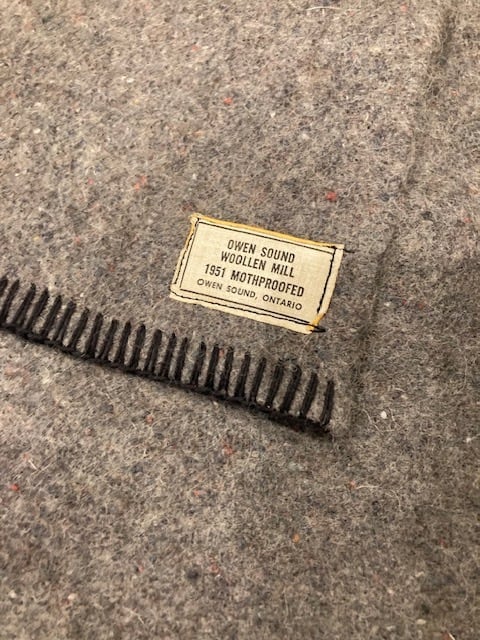 OWEN SOUND
WOOLLEN MILL
1951 MOTHPROOFED
OWEN SOUND, ONTARIO